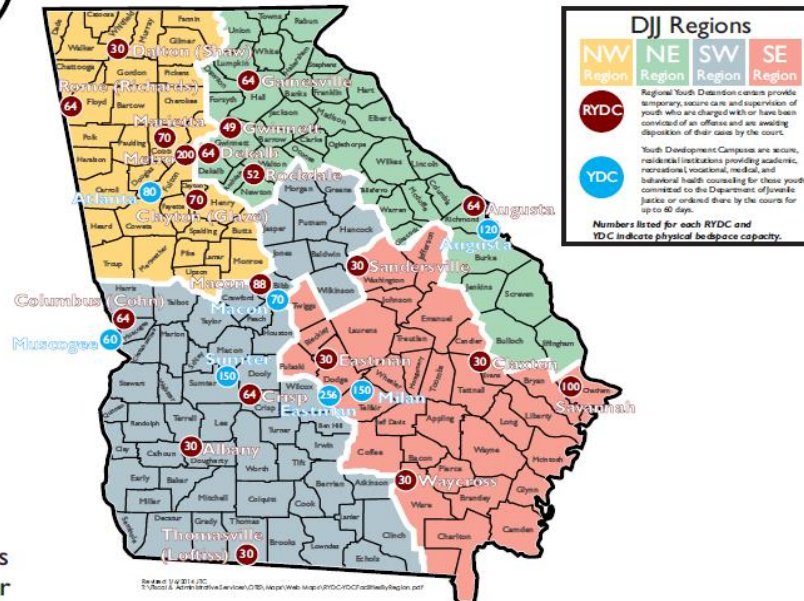 DJJ Regions
NW Region
NE Region
SW Region
SE Region
RYDC
Regional Youth Detention centers provide
temporary, secure care and supervision of
youth who are charged with or have been
convicted of an offense and are awaiting
disposition of their cases by the court.
YDC
Youth Development Campuses are secure,
residential institutions providing academic,
recreational, vocational, medical, and
behavioral health counseling for those youth
committed to the Department of Juvenile
Justice or ordered there by the courts for
up to 60 days.
Numbers listed for each RYDC and
YDC indicate physical bedspace capacity.
30 Dalton (Shaw)
Rome (Richards)
64
Marietta
70
Metro 200
Atlanta 80
Clayton (Glaze)
70
64 Gainesville
49 Gwinnett
64 Dekalb
52 Rockdale
64 Augusta
120
Augusta
30 Sandersville
Macon 88
70
Macon
Columbus (Cohn)
64
Muscogee 60
Sumter
150
64 Crisp
30 Eastman
256
Eastman
150 Milan
30 Claxton
100
Savannah
30 Albany
30 Waycross
Thomasville
(Loftiss) 30
Dade
Catoosa
Whitfield
Murray
Fannin
Gilmer
Walker
Chattooga
Gordon
Pickens
Floyd
Bartow
Cherokee
Polk
Paulding
Cobb
Haralson
Douglas
Fulton
Carroll
Clayton
Fayette
Henry
Heard
Coweta
Spalding
Butts
Troup
Meriwether
Pike
Lamar
Monroe
Upson
Union
Towns
Rabun
White
Lumpkin
Stephens
Hall
Banks
Franklin
Hart
Forsyth
Jackson
Madison
Elbert
Gwinnett
Clarke
Oglethorpe
Walton
Wilkes
Lincoln
Dekalb
Newton
Columbia
Warren
Richmond
Burke
Jenkins
Screven
Bulloch
Effingham
Morgan
Greene
Jasper
Putnam
Hancock
Jones
Baldwin
Wilkinson
Bibb
Twiggs
Washington
Jefferson
Johnson
Emanuel
Laurens
Treutlen
Candler
Bleckley
Pulaski
Dodge
Wheeler
Montgomery
Toombs
Tattnall
Evans
Bryan
Chatham
Harris
Talbot
Crawford
Taylor
Peach
Houston
Marion
Macon
Dooly
Sumter
Stewart
Wilcox
Telfair
Jeff Davis
Appling
Long
Liberty
Quitman
Randolph
Terrell
Lee
Crisp
Turner
Ben Hill
Irwin
Coffee
Bacon
Wayne
McIntosh
Clay
Calhoun
Dougherty
Worth
Tift
Pierce
Early
Baker
Berrien
Atkinson
Ware
Brantley
Glynn
Miller
Mitchell
Colquitt
Cook
Lanier
Clinch
Charlton
Camden
Seminole
Decatur
Grady
Thomas
Brooks
Lowndes
Echols
s
r